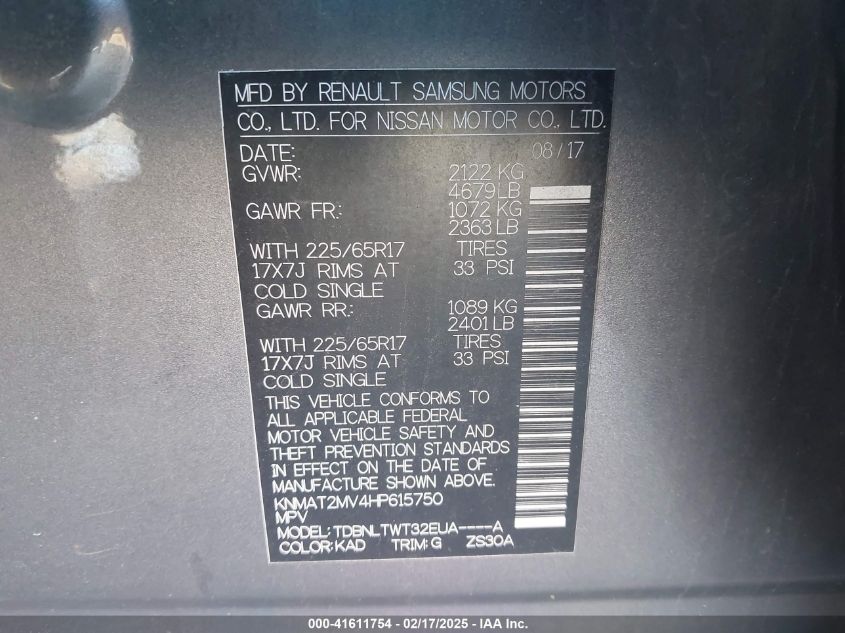 MFD BY RENAULT SAMSUNG MOTORS
CO., LTD. FOR NISSAN MOTOR CO., LTD.
DATE: 08/17
GVWR: 2122 KG
4679 LB
GAWR FR.: 1072 KG
2363 LB
WITH 225/65R17 TIRES
17X7J RIMS AT 33 PSI
COLD SINGLE
GAWR RR.: 1089 KG
2401 LB
WITH 225/65R17 TIRES
17X7J RIMS AT 33 PSI
COLD SINGLE
THIS VEHICLE CONFORMS TO
ALL APPLICABLE FEDERAL
MOTOR VEHICLE SAFETY AND
THEFT PREVENTION STANDARDS
IN EFFECT ON THE DATE OF
MANUFACTURE SHOWN ABOVE.
KNMAT2MV4HP615750
MPV
MODEL: TDBNLTWT32EUA----A
COLOR: KAD TRIM: G ZS30A
000-41611754 - 02/17/2025 - IAA Inc.